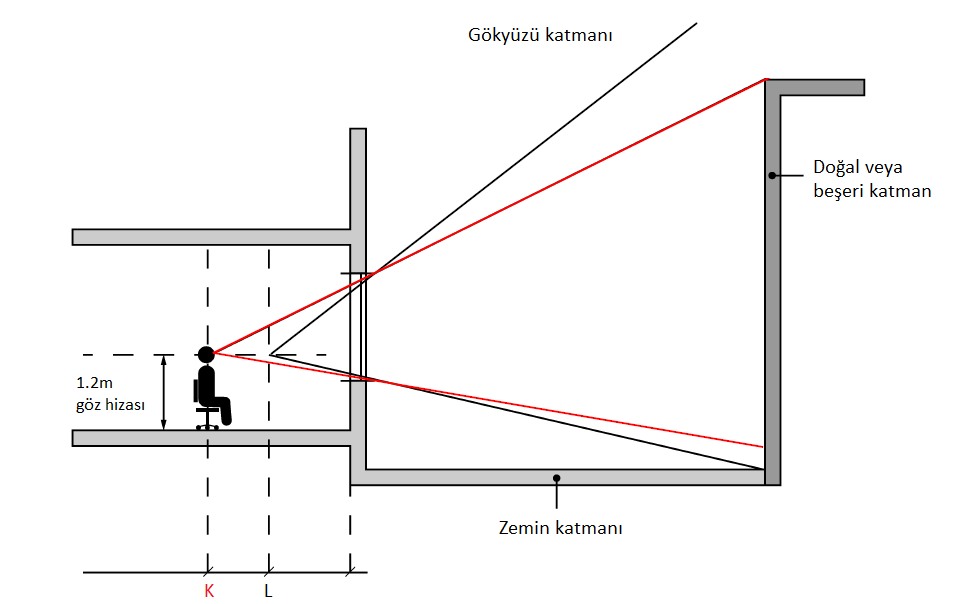 Gökyüzü katmanı
Doğal veya
beşeri katman
1.2m
göz hizası
Zemin katmanı
K
L